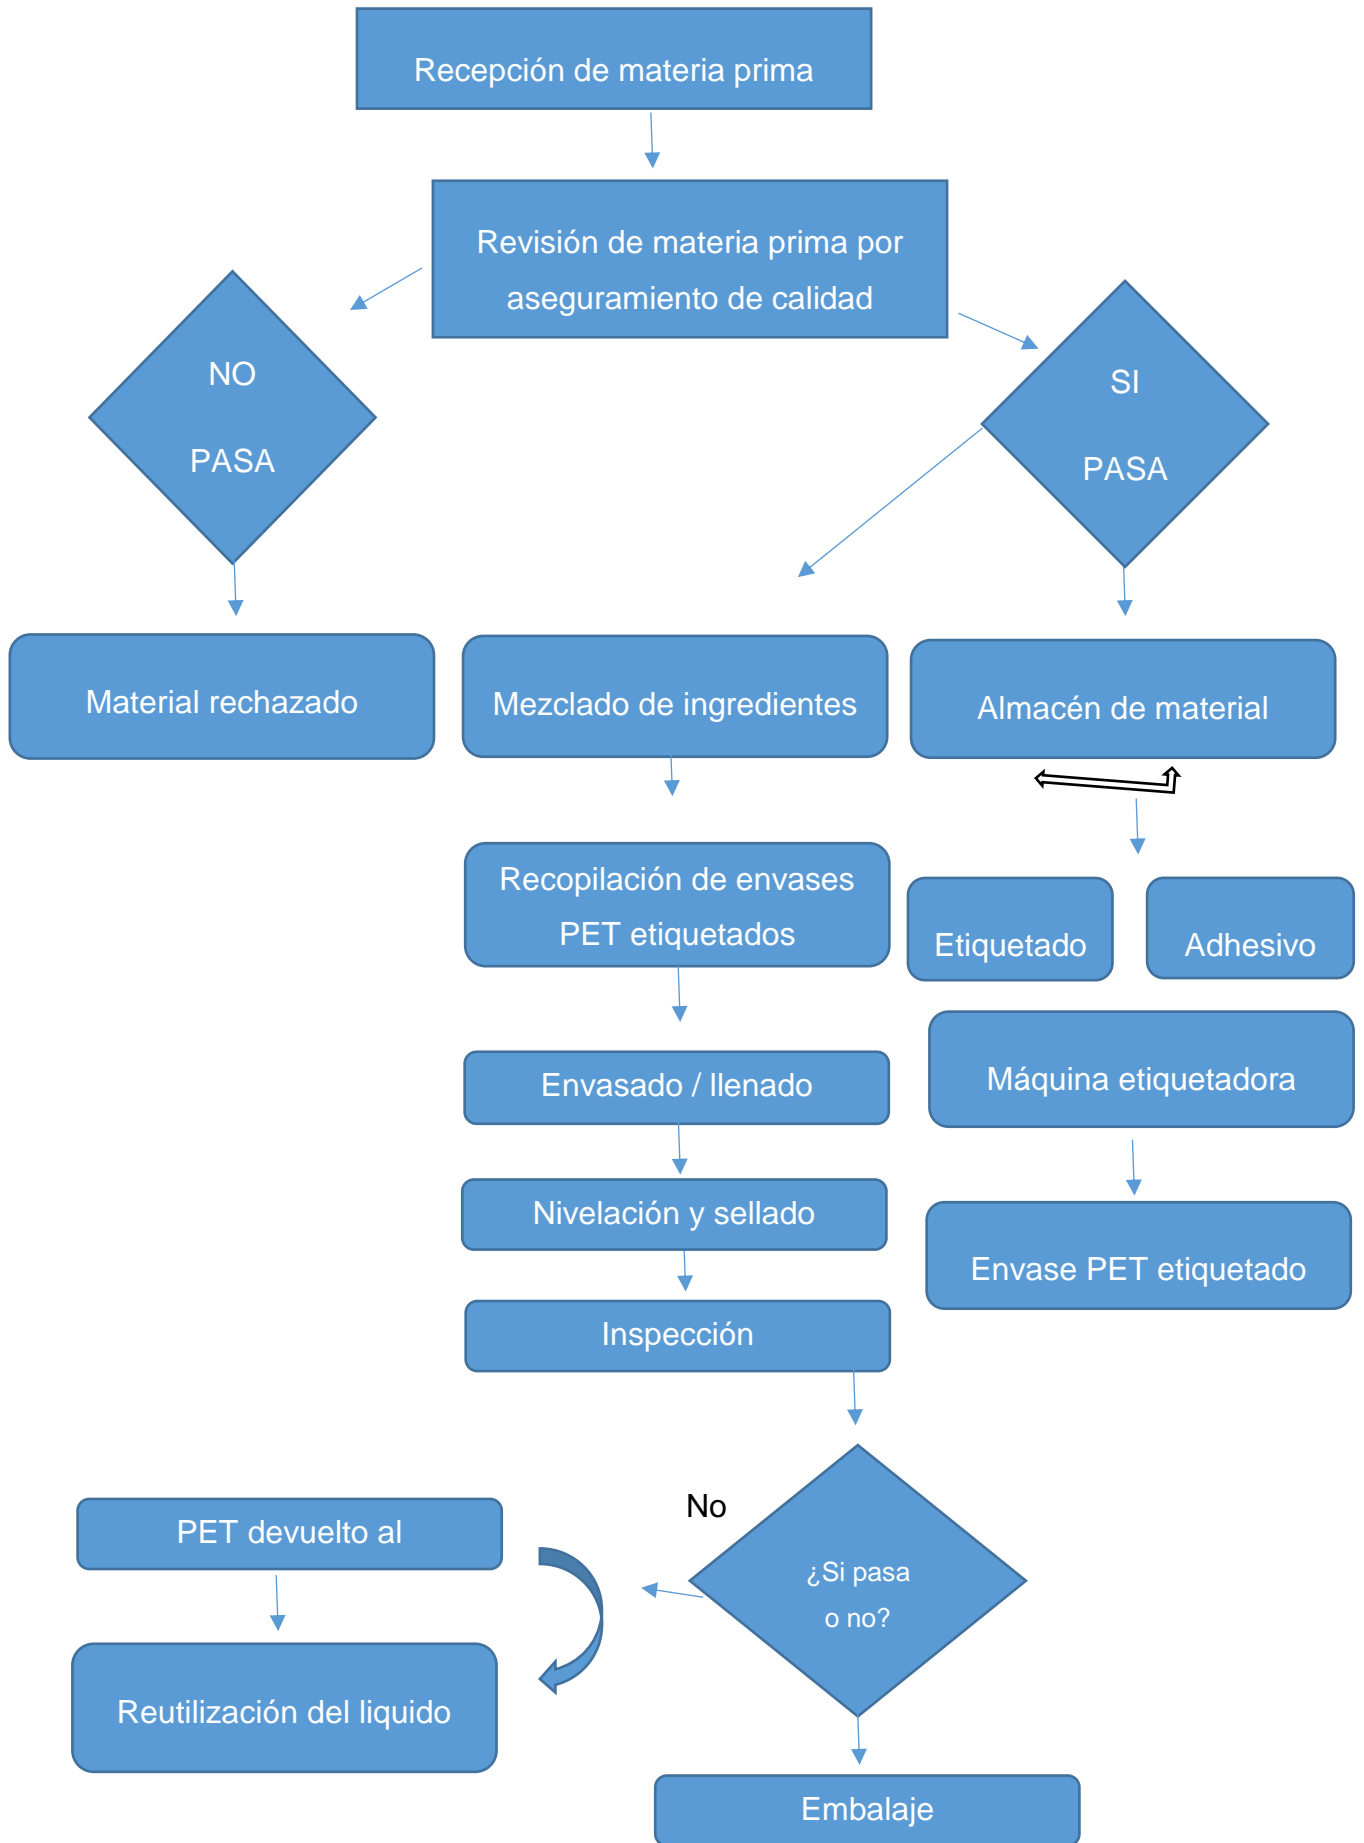 Recepción de materia prima
Revisión de materia prima por
aseguramiento de calidad
NO
PASA
SI
PASA
Material rechazado
Mezclado de ingredientes
Almacén de material
Recopilación de envases
PET etiquetados
Etiquetado
Adhesivo
Envasado / llenado
Máquina etiquetadora
Nivelación y sellado
Envase PET etiquetado
Inspección
No
PET devuelto al
¿Si pasa
o no?
Reutilización del liquido
Embalaje